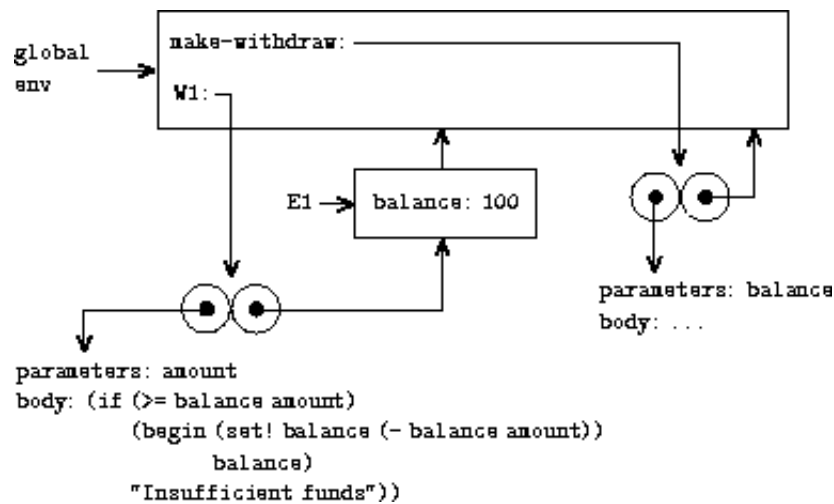 make-withdraw:
global
env
W1:
E1
balance: 100
parameters: balance
body: ...
parameters: amount
body: (if (>= balance amount)
(begin (set! balance (- balance amount))
balance)
"Insufficient funds"))